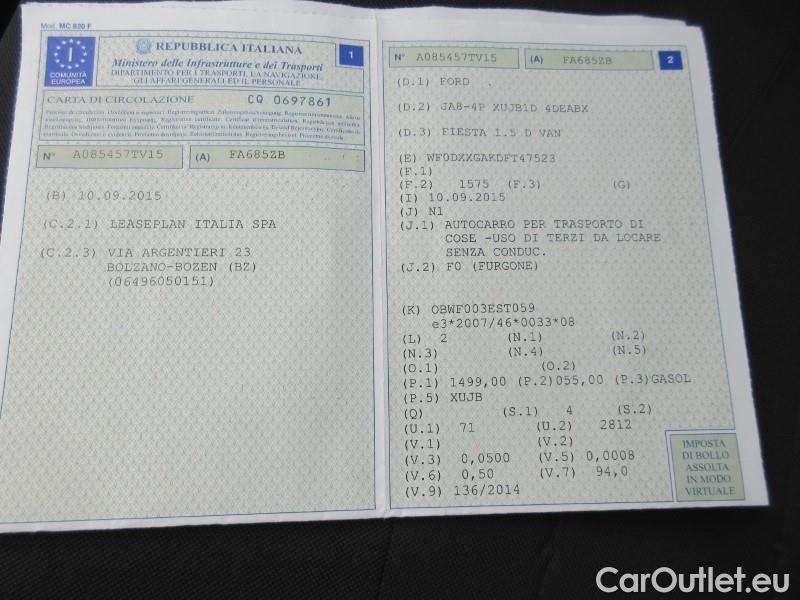 Mod. MC 820 F
I
COMUNITÀ
EUROPEA
REPUBBLICA ITALIANA
Ministero delle Infrastrutture e dei Trasporti
DIPARTIMENTO PER I TRASPORTI, LA NAVIGAZIONE,
GLI AFFARI GENERALI ED IL PERSONALE
1
CARTA DI CIRCOLAZIONE CQ 0697861
N° A085457TV15 (A) FA685ZB
(B) 10.09.2015
(C.2.1) LEASEPLAN ITALIA SPA
(C.2.3) VIA ARGENTIERI 23
BOLZANO-BOZEN (BZ)
(06496050151)
N° A085457TV15 (A) FA685ZB 2
(D.1) FORD
(D.2) JA8-4P XUJB1D 4DEABX
(D.3) FIESTA 1.5 D VAN
(E) WF0DXXGAKDFT47523
(F.1)
(F.2) 1575 (F.3) (G)
(I) 10.09.2015
(J) N1
(J.1) AUTOCARRO PER TRASPORTO DI
COSE -USO DI TERZI DA LOCARE
SENZA CONDUC.
(J.2) F0 (FURGONE)
(K) OBWF003EST059
e3*2007/46*0033*08
(L) 2 (N.1) (N.2)
(N.3) (N.4) (N.5)
(O.1) (O.2)
(P.1) 1499,00 (P.2)055,00 (P.3)GASOL
(P.5) XUJB
(Q) (S.1) 4 (S.2)
(U.1) 71 (U.2) 2812
(V.1) (V.2)
(V.3) 0,0500 (V.5) 0,0008
(V.6) 0,50 (V.7) 94,0
(V.9) 136/2014
IMPOSTA
DI BOLLO
ASSOLTA
IN MODO
VIRTUALE
CarOutlet.eu